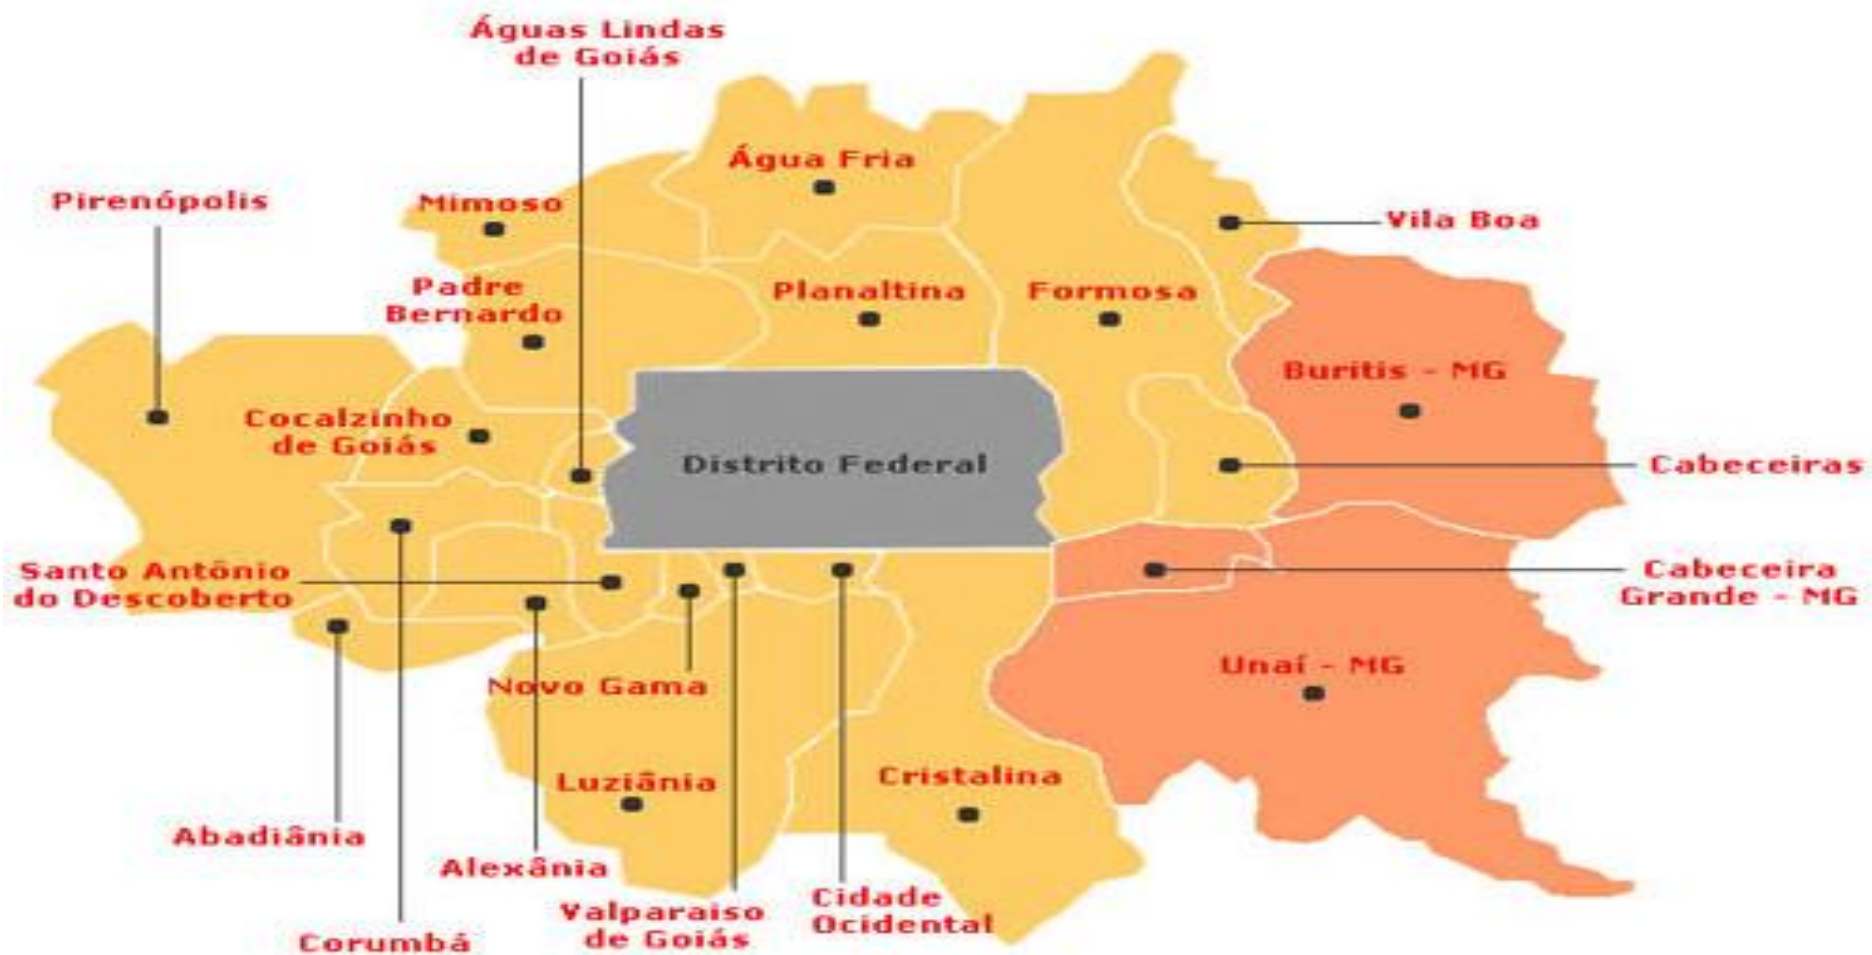 Águas Lindas
de Goiás
Água Fria
Pirenópolis
Mimoso
Vila Boa
Padre
Bernardo
Planaltina
Formosa
Buritis - MG
Cocalzinho
de Goiás
Distrito Federal
Cabeceiras
Santo Antônio
do Descoberto
Cabeceira
Grande - MG
Novo Gama
Unaí - MG
Luziânia
Cristalina
Abadiânia
Alexânia
Valparaiso
de Goiás
Cidade
Ocidental
Corumbá